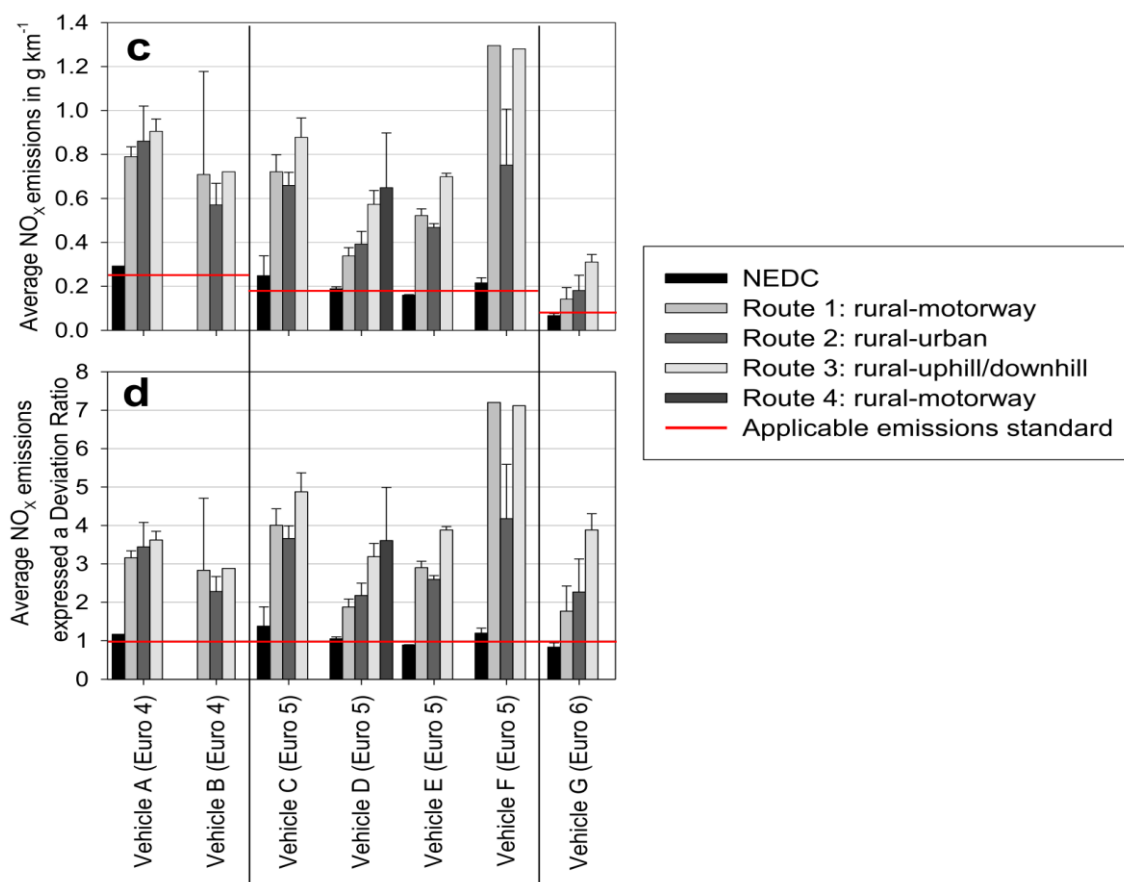 c
Average NOX emissions in g km-1
1.4
1.2
1.0
0.8
0.6
0.4
0.2
0.0
d
Average NOX emissions
expressed a Deviation Ratio
8
7
6
5
4
3
2
1
0
Vehicle A (Euro 4)
Vehicle B (Euro 4)
Vehicle C (Euro 5)
Vehicle D (Euro 5)
Vehicle E (Euro 5)
Vehicle F (Euro 5)
Vehicle G (Euro 6)
NEDC
Route 1: rural-motorway
Route 2: rural-urban
Route 3: rural-uphill/downhill
Route 4: rural-motorway
Applicable emissions standard